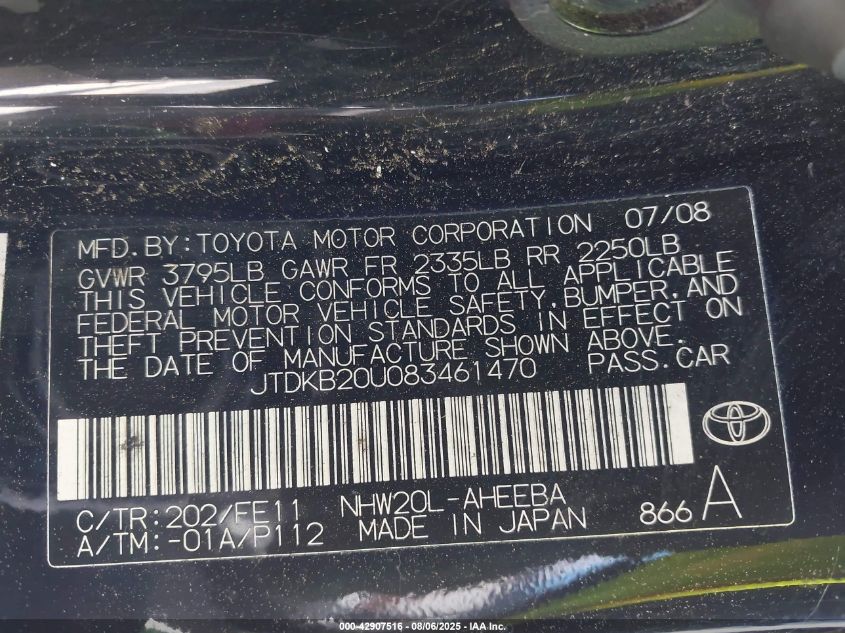 MFD. BY: TOYOTA MOTOR CORPORATION 07/08
GVWR 3795LB GAWR FR 2335LB RR 2250LB
THIS VEHICLE CONFORMS TO ALL APPLICABLE
FEDERAL MOTOR VEHICLE SAFETY, BUMPER, AND
THEFT PREVENTION STANDARDS IN EFFECT ON
THE DATE OF MANUFACTURE SHOWN ABOVE.
JTDKB20U083461470 PASS. CAR
C/TR: 202/FE11 NHW20L-AHEEBA
A/TM: -01A/P112 MADE IN JAPAN 866 A
000-42907516 - 08/06/2025 - IAA Inc.